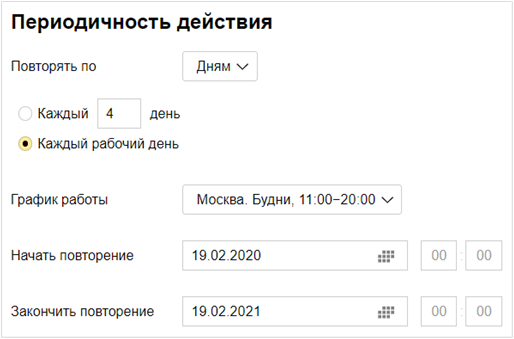 Периодичность действия
Повторять по Дням
Каждый 4 день
Каждый рабочий день
График работы Москва. Будни, 11:00–20:00
Начать повторение 19.02.2020 00 : 00
Закончить повторение 19.02.2021 00 : 00